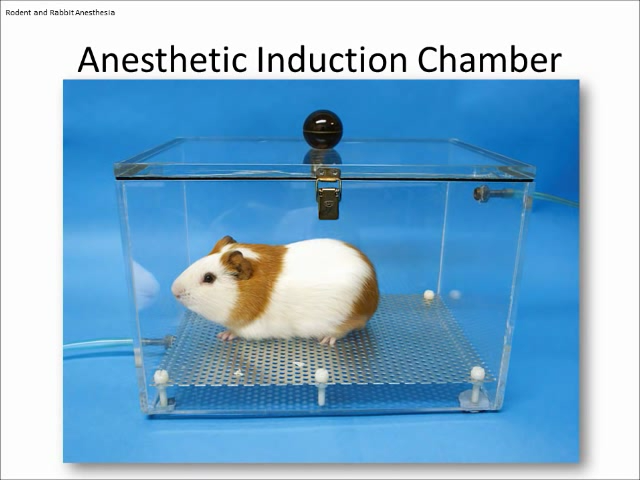 Rodent and Rabbit Anesthesia
Anesthetic Induction Chamber